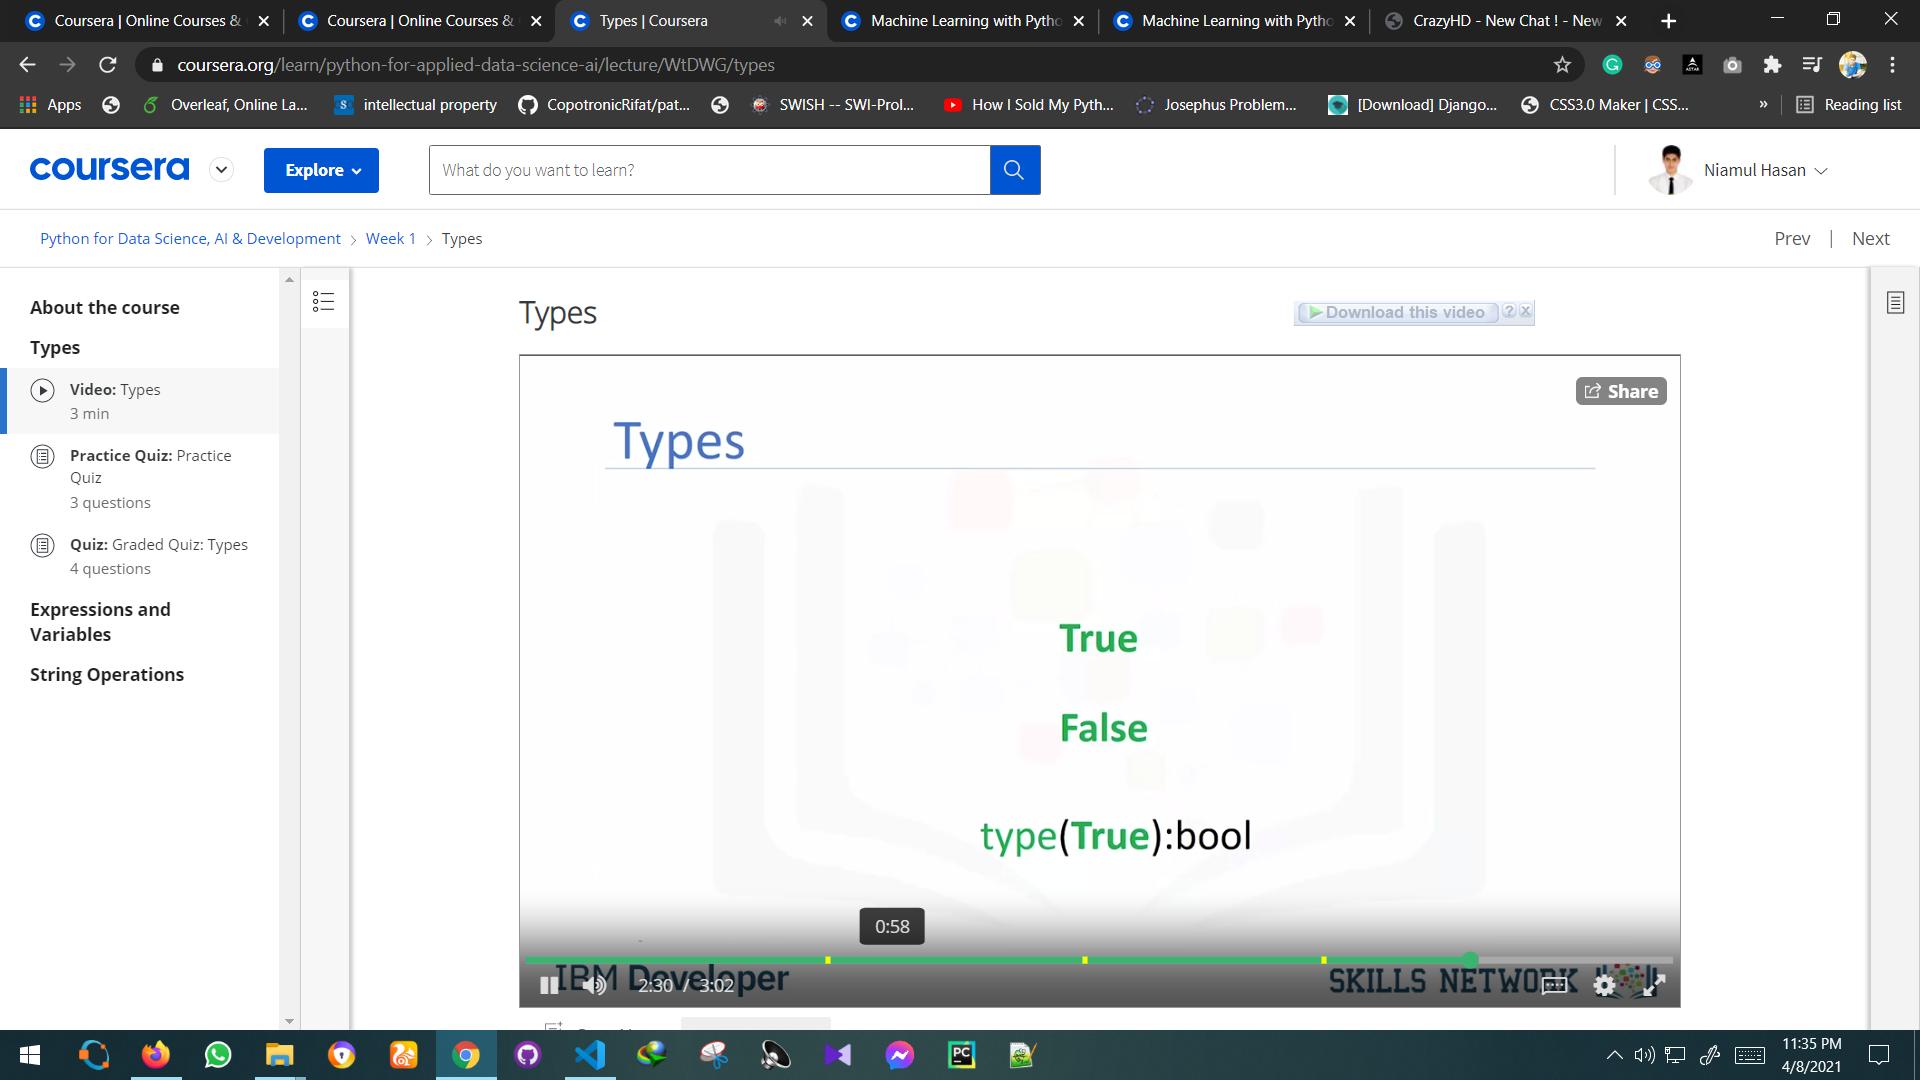 Coursera | Online Courses &
Coursera | Online Courses &
Types | Coursera
Machine Learning with Pytho
Machine Learning with Pytho
CrazyHD - New Chat ! - New
coursera.org/learn/python-for-applied-data-science-ai/lecture/WtDWG/types
Apps
Overleaf, Online La...
intellectual property
CopotronicRifat/pat...
SWISH -- SWI-Prol...
How I Sold My Pyth...
Josephus Problem...
[Download] Django...
CSS3.0 Maker | CSS...
»
Reading list
coursera
Explore
What do you want to learn?
Niamul Hasan
Python for Data Science, AI & Development > Week 1 > Types
Prev | Next
About the course
Types
Video: Types
3 min
Practice Quiz: Practice
Quiz
3 questions
Quiz: Graded Quiz: Types
4 questions
Expressions and
Variables
String Operations
Types
Download this video
Share
Types
True
False
type(True):bool
0:58
IBM Developer
SKILLS NETWORK
2:30 / 3:02
11:35 PM
4/8/2021